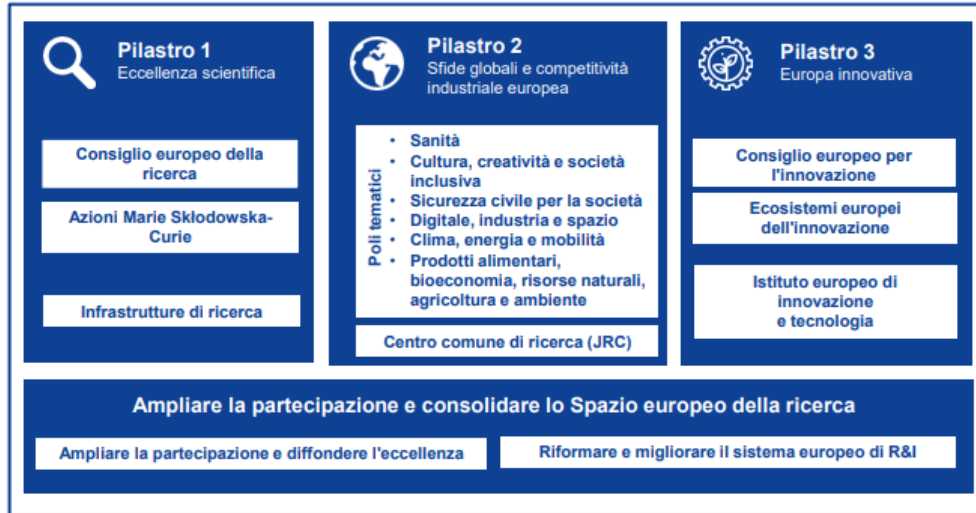 Pilastro 1
Eccellenza scientifica
Consiglio europeo della
ricerca
Azioni Marie Skłodowska-
Curie
Infrastrutture di ricerca
Pilastro 2
Sfide globali e competitività
industriale europea
Poli tematici
• Sanità
• Cultura, creatività e società
inclusiva
• Sicurezza civile per la società
• Digitale, industria e spazio
• Clima, energia e mobilità
• Prodotti alimentari,
bioeconomia, risorse naturali,
agricoltura e ambiente
Centro comune di ricerca (JRC)
Pilastro 3
Europa innovativa
Consiglio europeo per
l'innovazione
Ecosistemi europei
dell'innovazione
Istituto europeo di
innovazione
e tecnologia
Ampliare la partecipazione e consolidare lo Spazio europeo della ricerca
Ampliare la partecipazione e diffondere l'eccellenza
Riformare e migliorare il sistema europeo di R&I